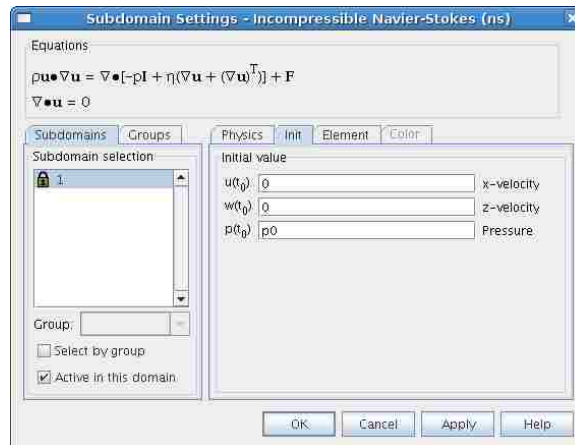 Subdomain Settings - Incompressible Navier-Stokes (ns)
Equations
ρu•∇u = ∇•[-pI + η(∇u + (∇u)ᵀ)] + F
∇•u = 0
Subdomains Groups
Subdomain selection
1
Group:
Select by group
Active in this domain
Physics Init Element Color
Initial value
u(t₀) 0 x-velocity
w(t₀) 0 z-velocity
p(t₀) p0 Pressure
OK Cancel Apply Help